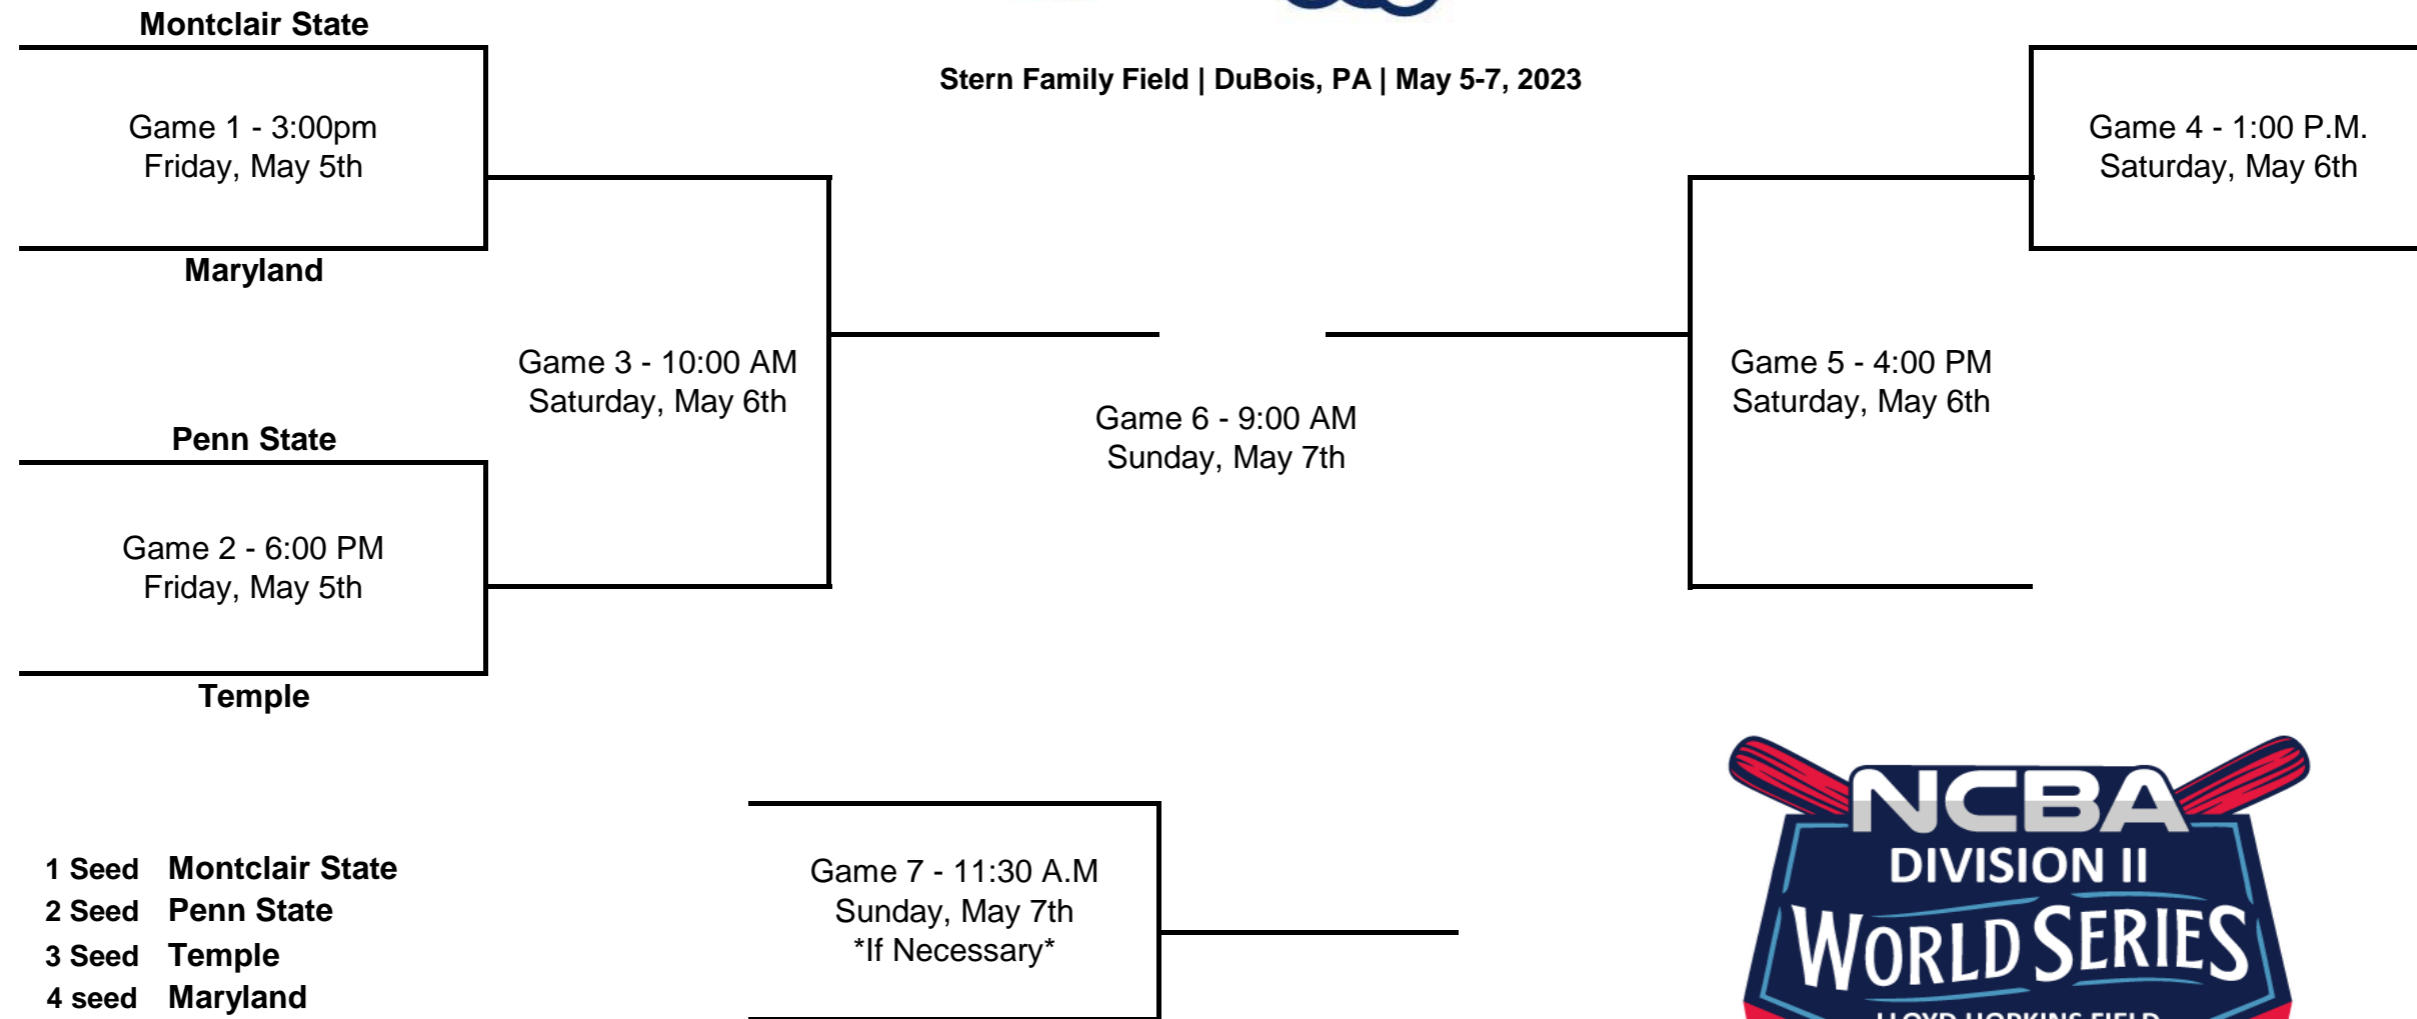 Montclair State
Stern Family Field | DuBois, PA | May 5-7, 2023
Game 1 - 3:00pm
Friday, May 5th
Game 4 - 1:00 P.M.
Saturday, May 6th
Maryland
Game 3 - 10:00 AM
Saturday, May 6th
Game 5 - 4:00 PM
Saturday, May 6th
Game 6 - 9:00 AM
Sunday, May 7th
Penn State
Game 2 - 6:00 PM
Friday, May 5th
Temple
1 Seed Montclair State
2 Seed Penn State
3 Seed Temple
4 seed Maryland
Game 7 - 11:30 A.M
Sunday, May 7th
*If Necessary*
NCBA
DIVISION II
WORLD SERIES
LLOYD HOPKINS FIELD